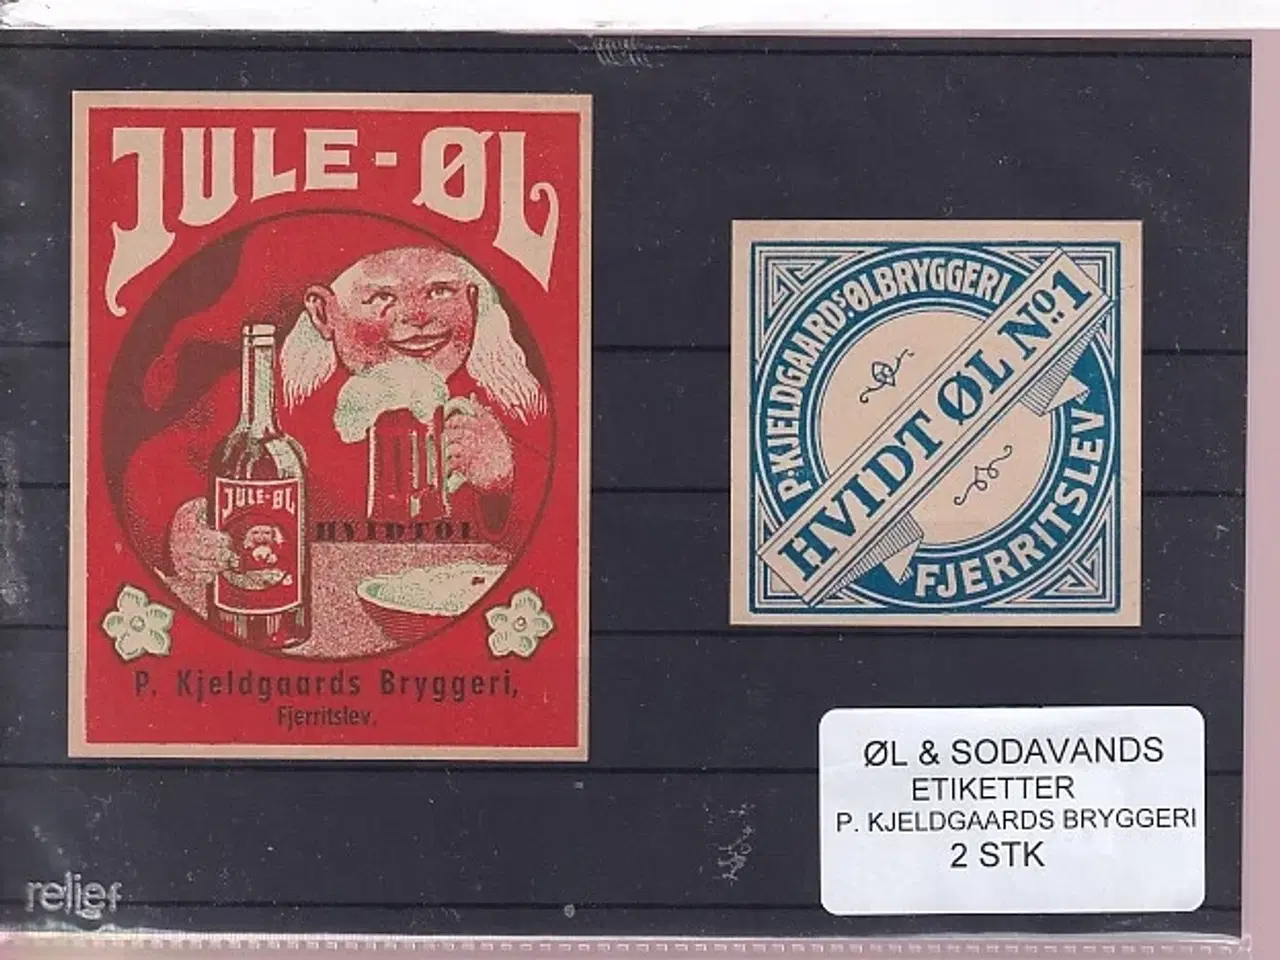 JULE-ØL
JULE-ØL
HVIDTØL
P. Kjeldgaards Bryggeri,
Fjerritslev.
P. KJELDGAARDS. ØLBRYGGERI
HVIDT ØL No. 1
FJERRITSLEV
ØL & SODAVANDS
ETIKETTER
P. KJELDGAARDS BRYGGERI
2 STK
relief